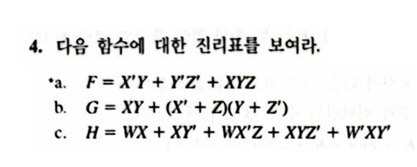 4. 다음 함수에 대한 진리표를 보여라.
*a. F = X'Y + Y'Z' + XYZ
b. G = XY + (X' + Z)(Y + Z')
c. H = WX + XY' + WX'Z + XYZ' + W'XY'